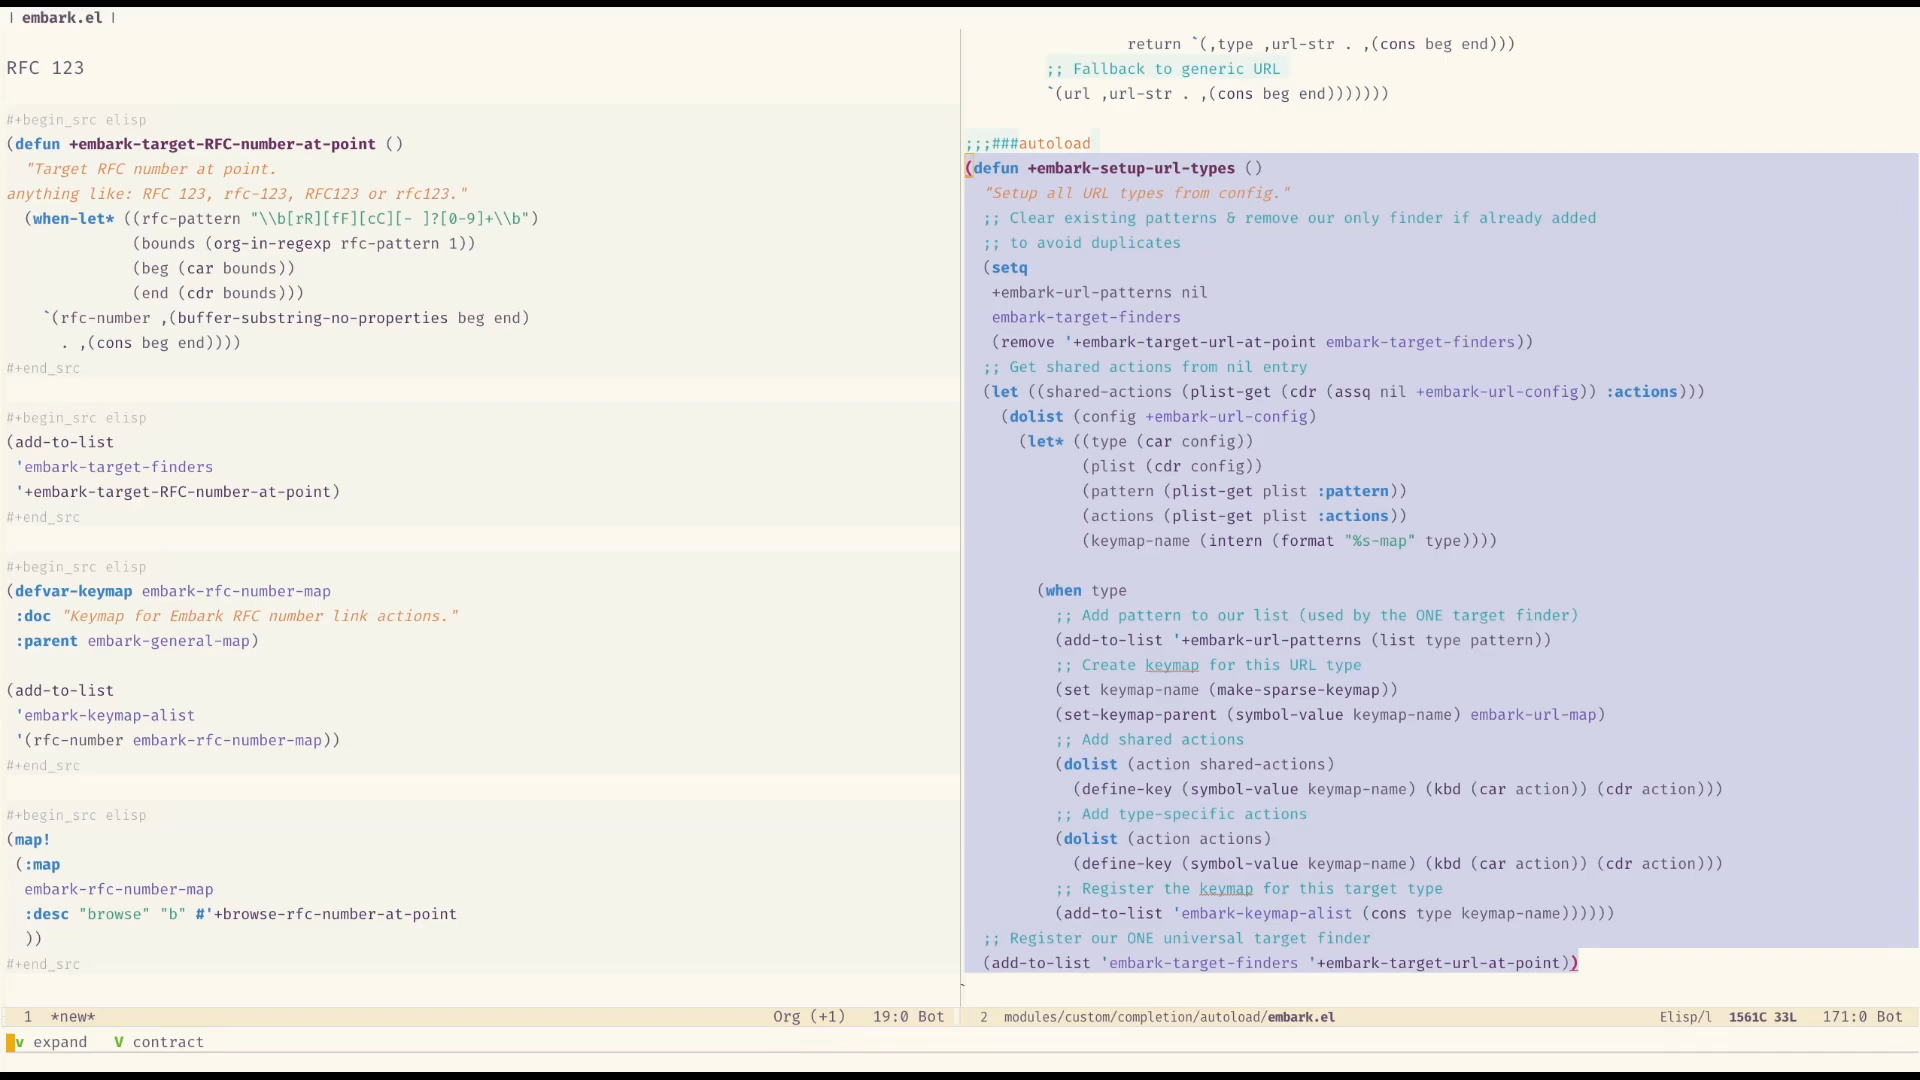 embark.el
RFC 123
#+begin_src elisp
(defun +embark-target-RFC-number-at-point ()
  "Target RFC number at point.
anything like: RFC 123, rfc-123, RFC123 or rfc123."
  (when-let* ((rfc-pattern "\\b[rR][fF][cC][- ]?[0-9]+\\b")
              (bounds (org-in-regexp rfc-pattern 1))
              (beg (car bounds))
              (end (cdr bounds)))
    `(rfc-number ,(buffer-substring-no-properties beg end)
      . ,(cons beg end))))
#+end_src
#+begin_src elisp
(add-to-list
 'embark-target-finders
 '+embark-target-RFC-number-at-point)
#+end_src
#+begin_src elisp
(defvar-keymap embark-rfc-number-map
 :doc "Keymap for Embark RFC number link actions."
 :parent embark-general-map)
(add-to-list
 'embark-keymap-alist
 '(rfc-number embark-rfc-number-map))
#+end_src
#+begin_src elisp
(map!
 (:map
  embark-rfc-number-map
  :desc "browse" "b" #'+browse-rfc-number-at-point
  ))
#+end_src
1 *new* Org (+1) 19:0 Bot
return `(,type ,url-str . ,(cons beg end)))
;; Fallback to generic URL
`(url ,url-str . ,(cons beg end)))))))
;;;###autoload
(defun +embark-setup-url-types ()
  "Setup all URL types from config."
  ;; Clear existing patterns & remove our only finder if already added
  ;; to avoid duplicates
  (setq
   +embark-url-patterns nil
   embark-target-finders
   (remove '+embark-target-url-at-point embark-target-finders))
  ;; Get shared actions from nil entry
  (let ((shared-actions (plist-get (cdr (assq nil +embark-url-config)) :actions)))
    (dolist (config +embark-url-config)
      (let* ((type (car config))
             (plist (cdr config))
             (pattern (plist-get plist :pattern))
             (actions (plist-get plist :actions))
             (keymap-name (intern (format "%s-map" type))))
        (when type
          ;; Add pattern to our list (used by the ONE target finder)
          (add-to-list '+embark-url-patterns (list type pattern))
          ;; Create keymap for this URL type
          (set keymap-name (make-sparse-keymap))
          (set-keymap-parent (symbol-value keymap-name) embark-url-map)
          ;; Add shared actions
          (dolist (action shared-actions)
            (define-key (symbol-value keymap-name) (kbd (car action)) (cdr action)))
          ;; Add type-specific actions
          (dolist (action actions)
            (define-key (symbol-value keymap-name) (kbd (car action)) (cdr action)))
          ;; Register the keymap for this target type
          (add-to-list 'embark-keymap-alist (cons type keymap-name))))))
  ;; Register our ONE universal target finder
  (add-to-list 'embark-target-finders '+embark-target-url-at-point))
2 modules/custom/completion/autoload/embark.el Elisp/l 1561C 33L 171:0 Bot
v expand V contract